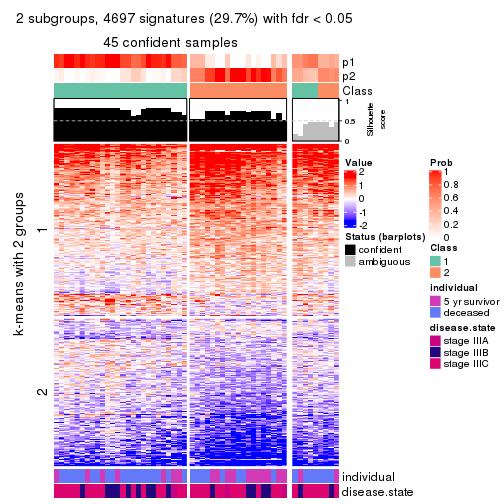 2 subgroups, 4697 signatures (29.7%) with fdr < 0.05
45 confident samples
p1
p2
Class
1
0.5
0
Silhouette
score
k-means with 2 groups
1
2
individual
disease.state
Value
2
1
0
-1
-2
Status (barplots)
confident
ambiguous
Prob
1
0.8
0.6
0.4
0.2
0
Class
1
2
individual
5 yr survivor
deceased
disease.state
stage IIIA
stage IIIB
stage IIIC